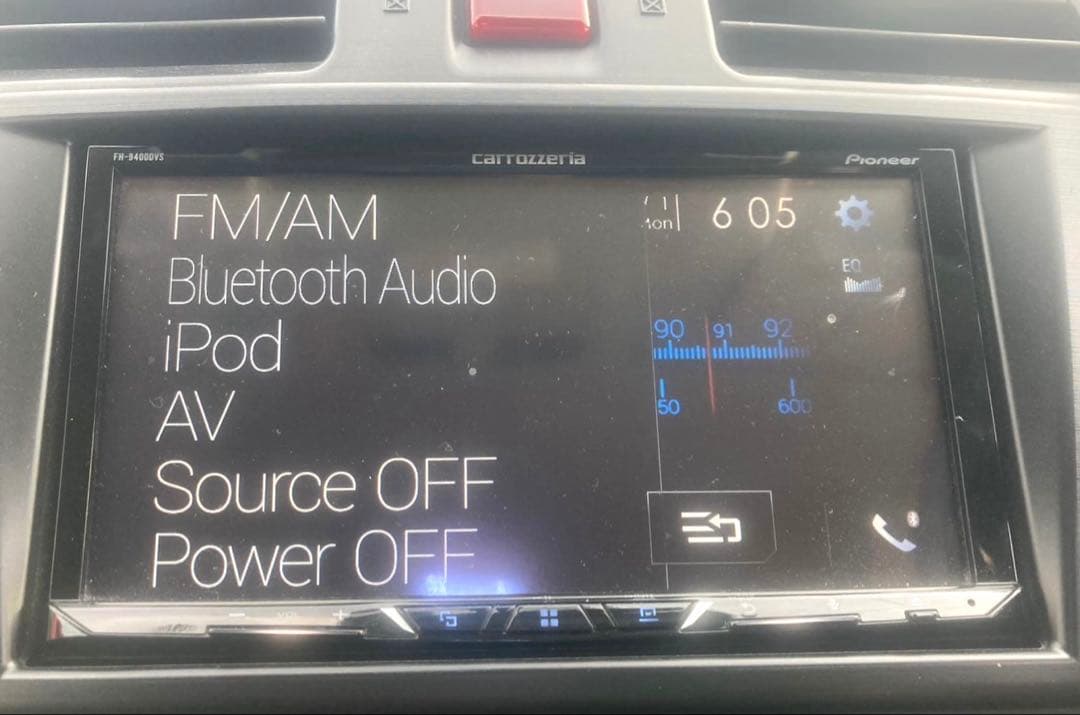 FH-9400DVS
carrozzeria
Pioneer
FM/AM
Bluetooth Audio
iPod
AV
Source OFF
Power OFF
6 05
EQ
90 91 92
50 600
VOL